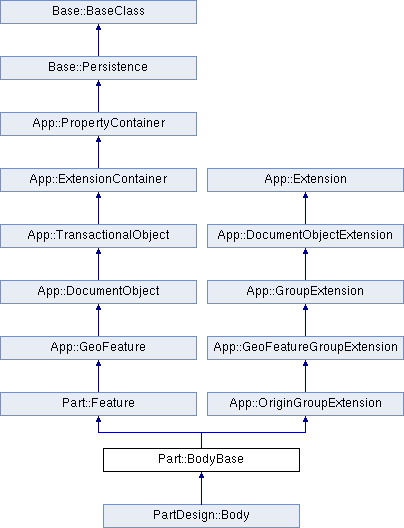 Base::BaseClass
Base::Persistence
App::PropertyContainer
App::ExtensionContainer
App::Extension
App::TransactionalObject
App::DocumentObjectExtension
App::DocumentObject
App::GroupExtension
App::GeoFeature
App::GeoFeatureGroupExtension
Part::Feature
App::OriginGroupExtension
Part::BodyBase
PartDesign::Body